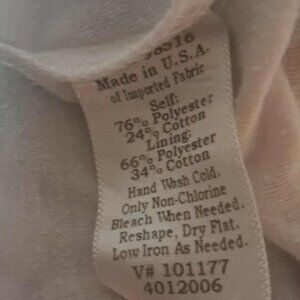 98516
Made in U.S.A.
of Imported Fabric
Self:
76% Polyester
24% Cotton
Lining:
66% Polyester
34% Cotton
Hand Wash Cold.
Only Non-Chlorine
Bleach When Needed.
Reshape, Dry Flat.
Low Iron As Needed.
V# 101177
4012006